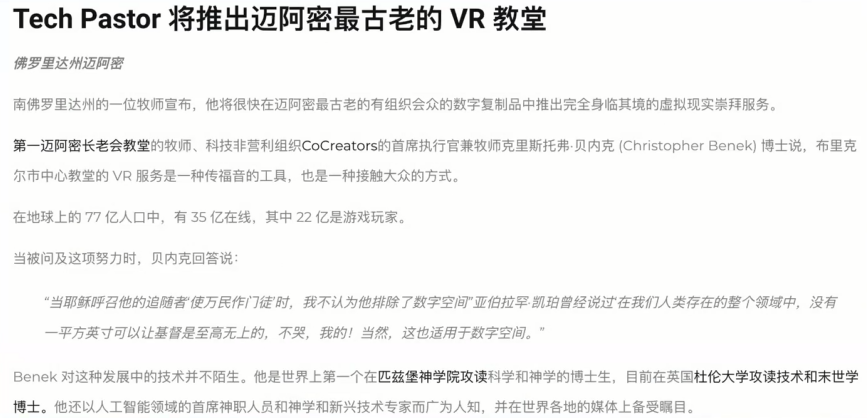 Tech Pastor 将推出迈阿密最古老的 VR 教堂
佛罗里达州迈阿密
南佛罗里达州的一位牧师宣布，他将很快在迈阿密最古老的有组织会众的数字复制品中推出完全身临其境的虚拟现实崇拜服务。
第一迈阿密长老会教堂的牧师、科技非营利组织CoCreators的首席执行官兼牧师克里斯托弗·贝内克 (Christopher Benek) 博士说，布里克
尔市中心教堂的 VR 服务是一种传福音的工具，也是一种接触大众的方式。
在地球上的 77 亿人口中，有 35 亿在线，其中 22 亿是游戏玩家。
当被问及这项努力时，贝内克回答说：
“当耶稣呼召他的追随者‘使万民作门徒’时，我不认为他排除了数字空间”亚伯拉罕·凯珀曾经说过‘在我们人类存在的整个领域中，没有
一平方英寸可以让基督是至高无上的，不哭，我的！当然，这也适用于数字空间。”
Benek 对这种发展中的技术并不陌生。他是世界上第一个在匹兹堡神学院攻读科学和神学的博士生，目前在英国杜伦大学攻读技术和末世学
博士。他还以人工智能领域的首席神职人员和神学和新兴技术专家而广为人知，并在世界各地的媒体上备受瞩目。